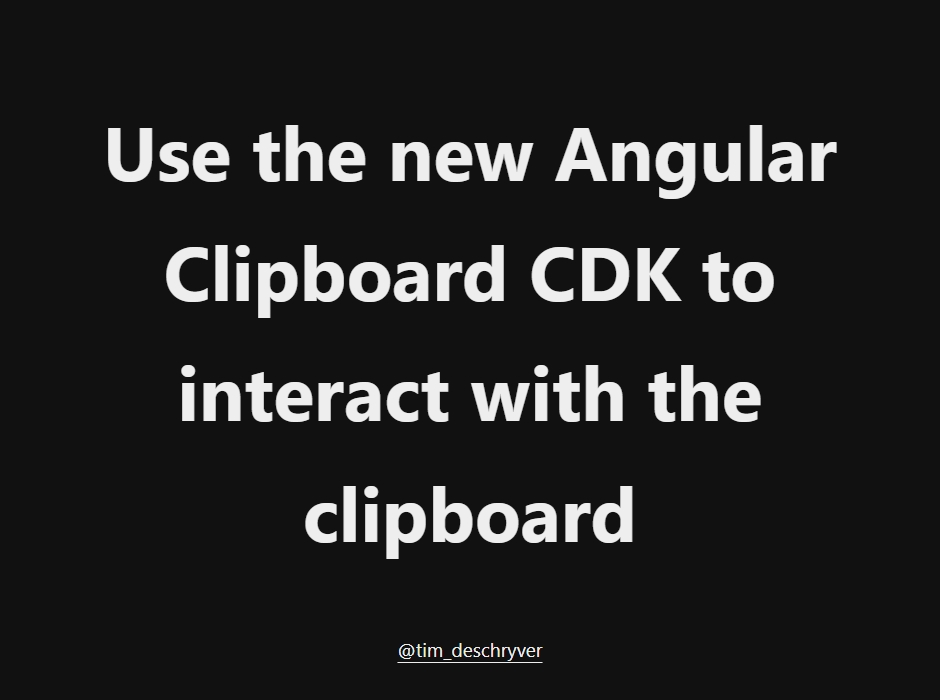 Use the new Angular
Clipboard CDK to
interact with the
clipboard
@tim_deschryver